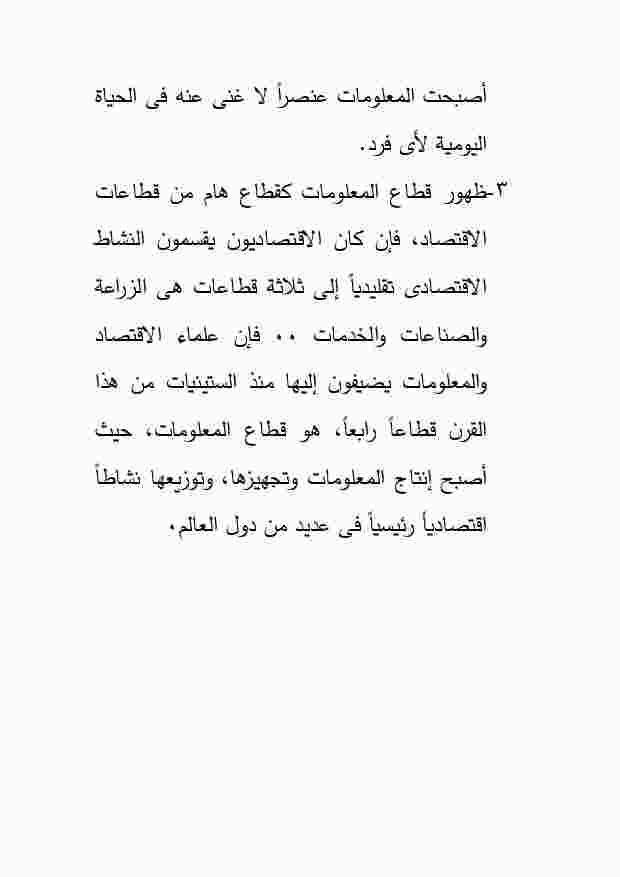 أصبحت المعلومات عنصراً لا غنى عنه فى الحياة
اليومية لأى فرد.
٣-ظهور قطاع المعلومات كقطاع هام من قطاعات
الاقتصاد، فإن كان الاقتصاديون يقسمون النشاط
الاقتصادى تقليدياً إلى ثلاثة قطاعات هى الزراعة
والصناعات والخدمات ٠٠ فإن علماء الاقتصاد
والمعلومات يضيفون إليها منذ الستينيات من هذا
القرن قطاعاً رابعاً، هو قطاع المعلومات، حيث
أصبح إنتاج المعلومات وتجهيزها، وتوزيعها نشاطاً
اقتصادياً رئيسياً فى عديد من دول العالم٠